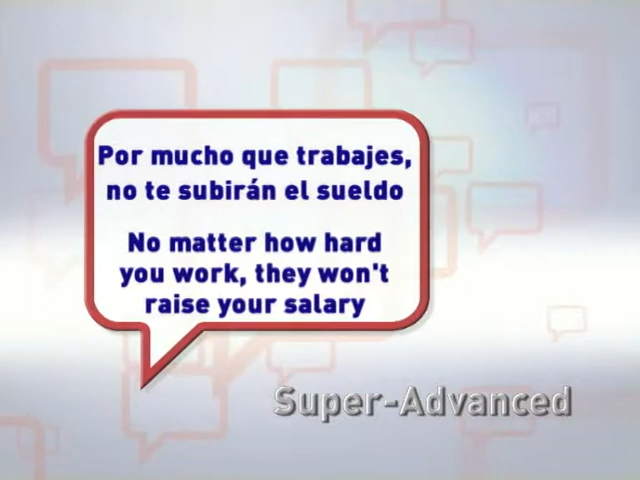 Por mucho que trabajes,
no te subirán el sueldo
No matter how hard
you work, they won't
raise your salary
Super-Advanced